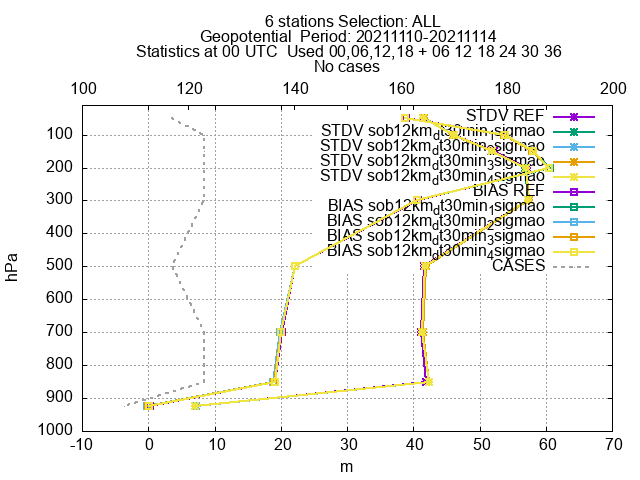 6 stations Selection: ALL
Geopotential  Period: 20211110-20211114
Statistics at 00 UTC  Used 00,06,12,18 + 06 12 18 24 30 36
No cases
100 120 140 160 180 200
STDV REF
STDV sob12km_dt30min_1sigmao
STDV sob12km_dt30min_2sigmao
STDV sob12km_dt30min_3sigmao
STDV sob12km_dt30min_4sigmao
BIAS REF
BIAS sob12km_dt30min_1sigmao
BIAS sob12km_dt30min_2sigmao
BIAS sob12km_dt30min_3sigmao
BIAS sob12km_dt30min_4sigmao
CASES
100
200
300
400
500
600
700
800
900
1000
hPa
-10 0 10 20 30 40 50 60 70
m